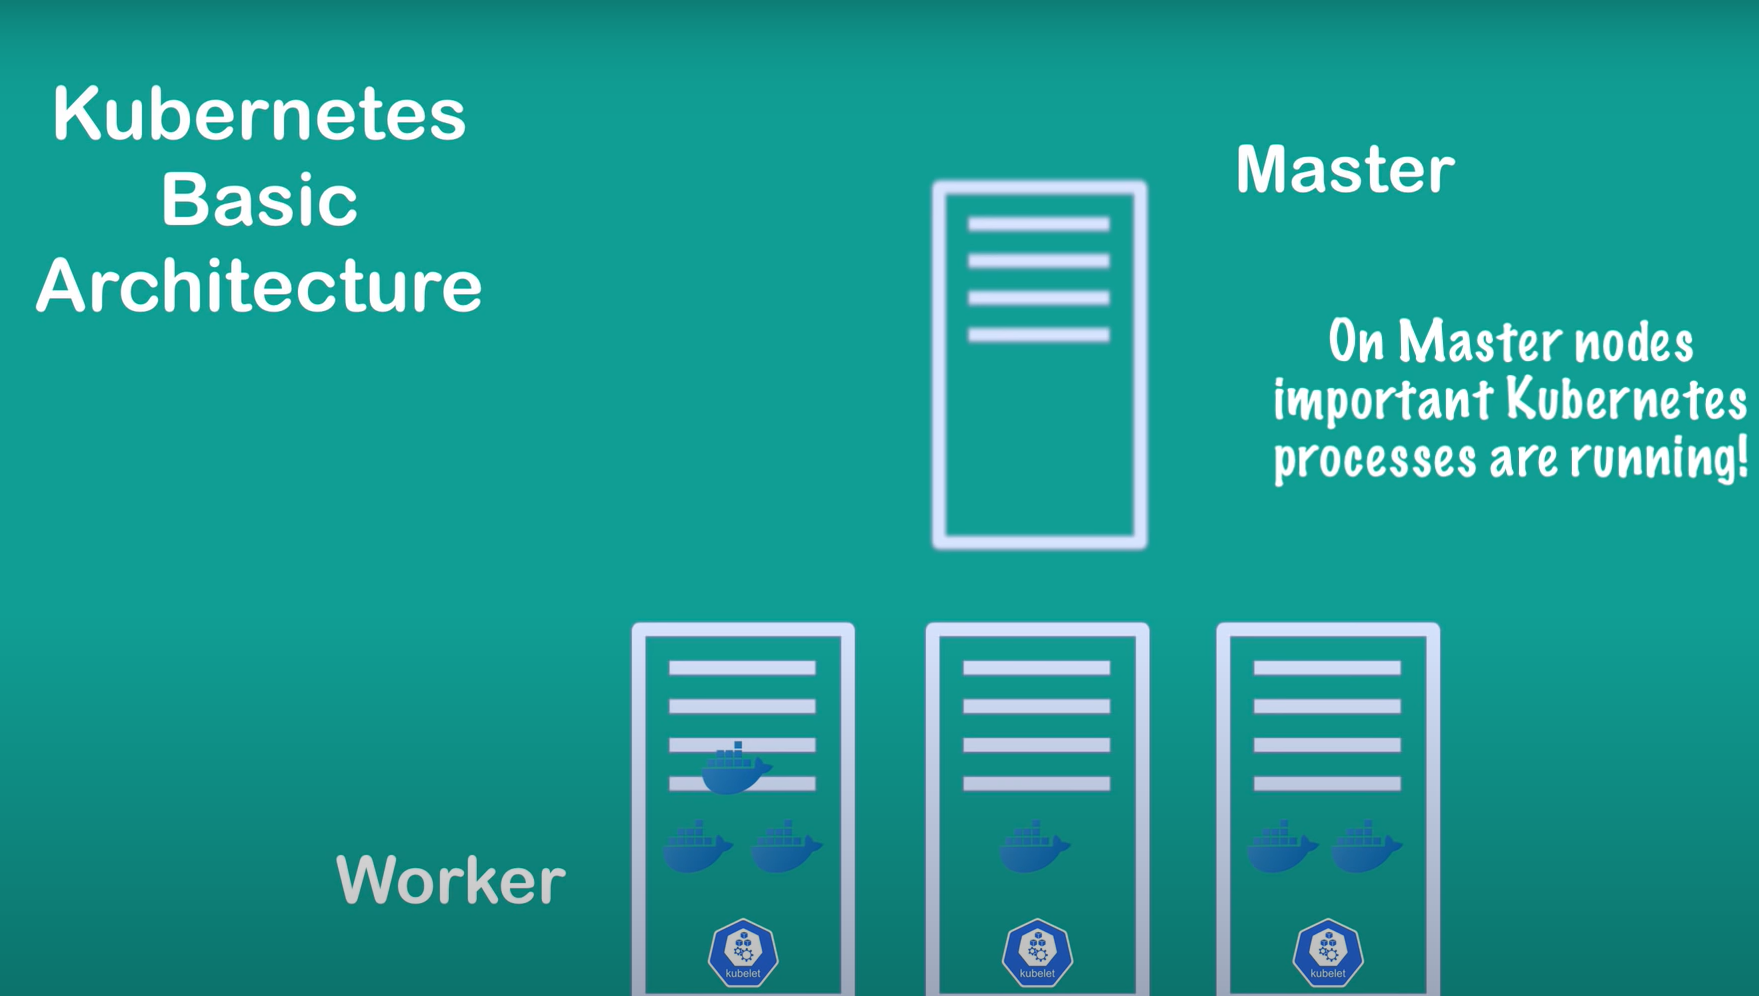 Kubernetes
Basic
Architecture
Master
On Master nodes
important Kubernetes
processes are running!
Worker
kubelet
kubelet
kubelet